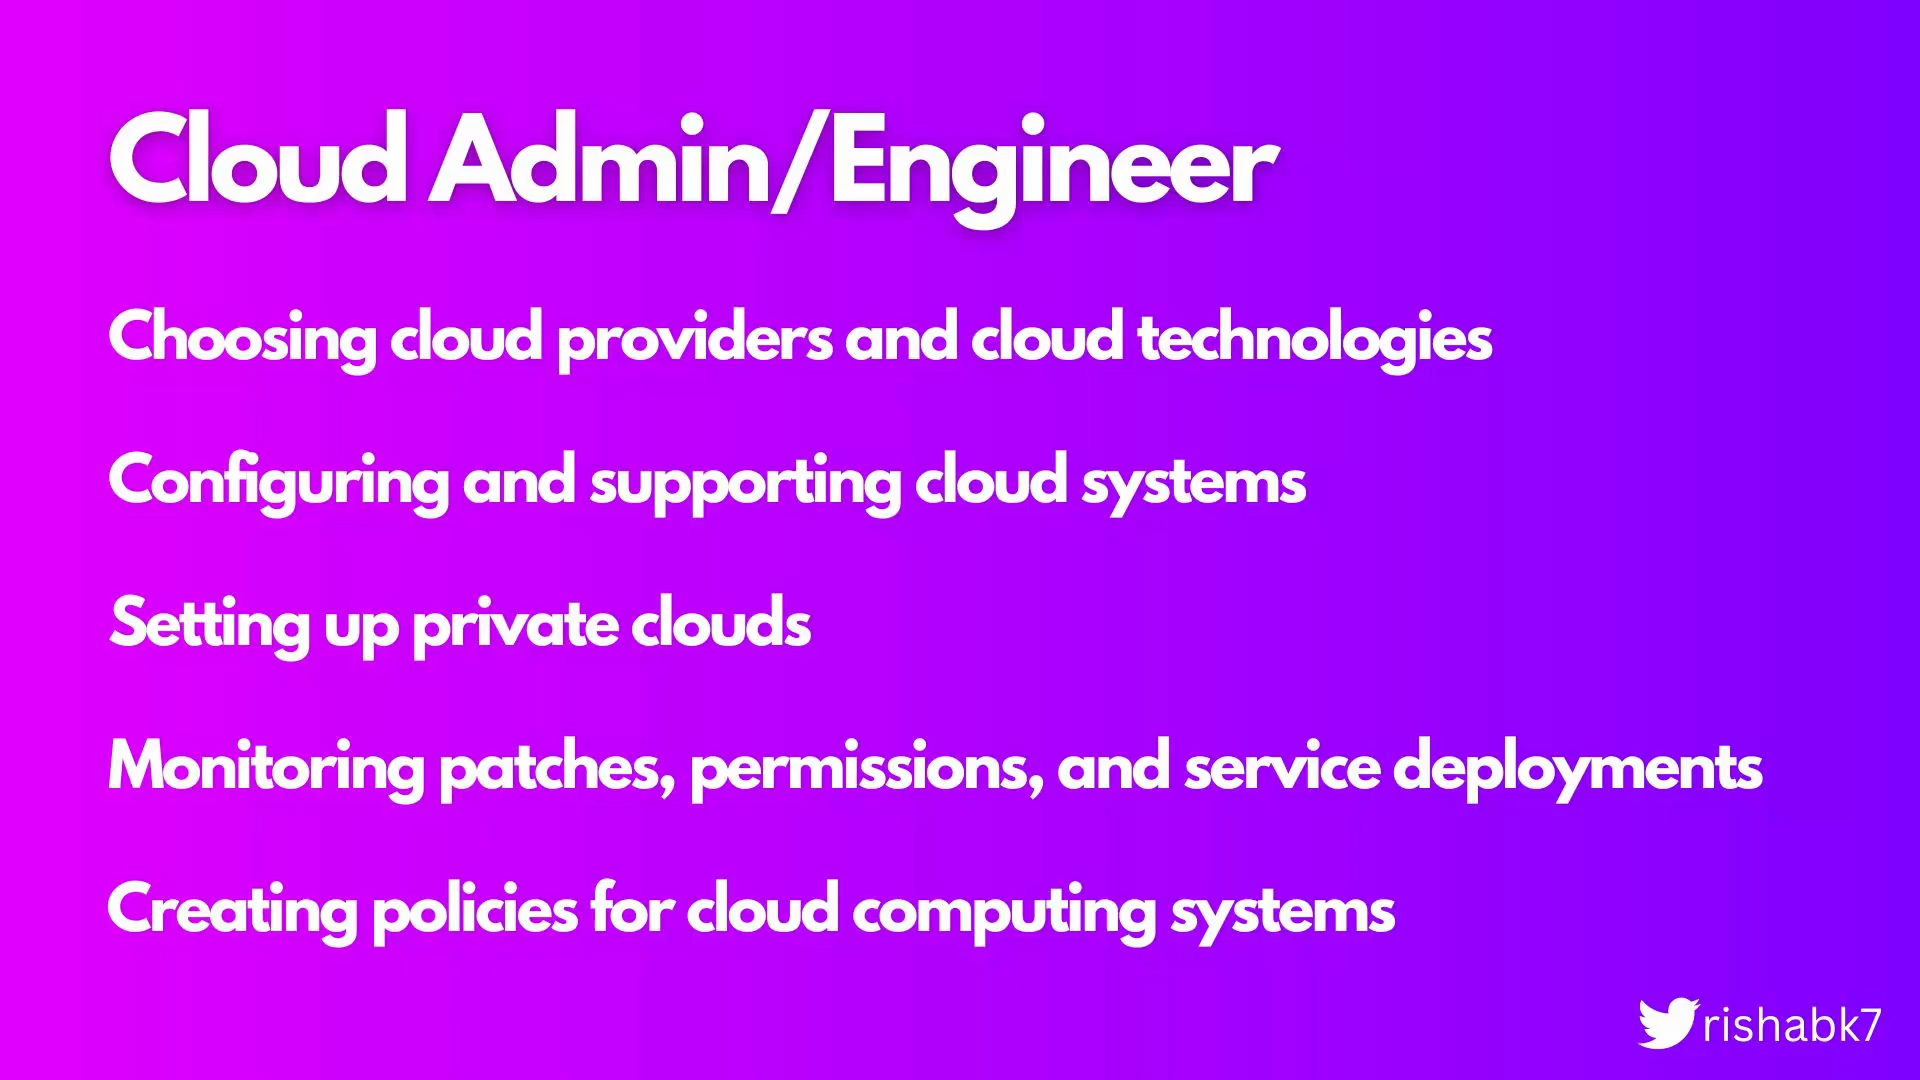 Cloud Admin/Engineer
Choosing cloud providers and cloud technologies
Configuring and supporting cloud systems
Setting up private clouds
Monitoring patches, permissions, and service deployments
Creating policies for cloud computing systems
rishabk7